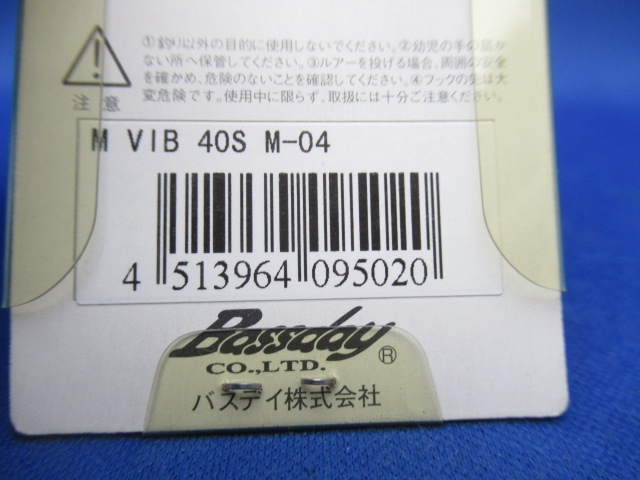 ①釣り以外の目的に使用しないでください。②幼児の手の届かな
い所へ保管してください。③ルアーを投げる場合、周囲の安全
を確かめ、危険のないことを確認してください。④フックの先は大
変危険です。使用中に限らず、取扱には十分ご注意ください。
注意
M VIB 40S M-04
4 513964 095020
Bassday®
CO.,LTD.
バスデイ株式会社